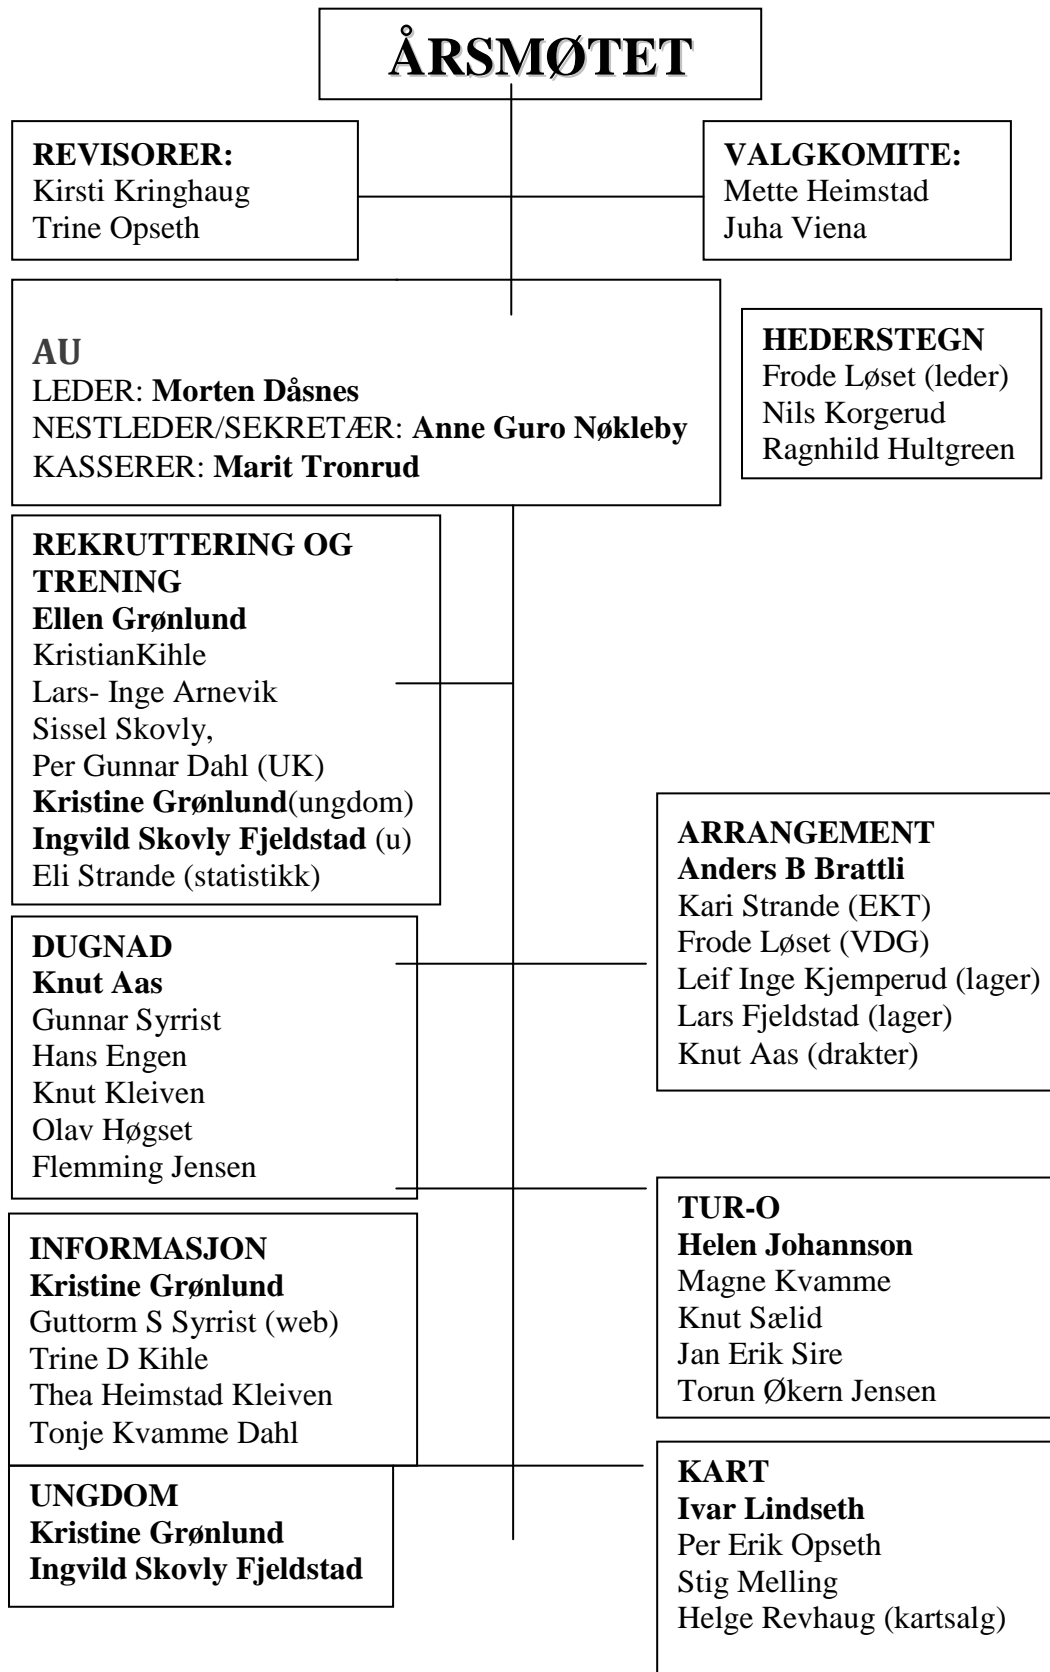 ÅRSMØTET
REVISORER:
Kirsti Kringhaug
Trine Opseth
VALGKOMITE:
Mette Heimstad
Juha Viena
AU
LEDER: Morten Dåsnes
NESTLEDER/SEKRETÆR: Anne Guro Nøkleby
KASSERER: Marit Tronrud
HEDERSTEGN
Frode Løset (leder)
Nils Korgerud
Ragnhild Hultgreen
REKRUTTERING OG
TRENING
Ellen Grønlund
KristianKihle
Lars- Inge Arnevik
Sissel Skovly,
Per Gunnar Dahl (UK)
Kristine Grønlund(ungdom)
Ingvild Skovly Fjeldstad (u)
Eli Strande (statistikk)
ARRANGEMENT
Anders B Brattli
Kari Strande (EKT)
Frode Løset (VDG)
Leif Inge Kjemperud (lager)
Lars Fjeldstad (lager)
Knut Aas (drakter)
DUGNAD
Knut Aas
Gunnar Syrrist
Hans Engen
Knut Kleiven
Olav Høgset
Flemming Jensen
TUR-O
Helen Johannson
Magne Kvamme
Knut Sælid
Jan Erik Sire
Torun Økern Jensen
INFORMASJON
Kristine Grønlund
Guttorm S Syrrist (web)
Trine D Kihle
Thea Heimstad Kleiven
Tonje Kvamme Dahl
KART
Ivar Lindseth
Per Erik Opseth
Stig Melling
Helge Revhaug (kartsalg)
UNGDOM
Kristine Grønlund
Ingvild Skovly Fjeldstad